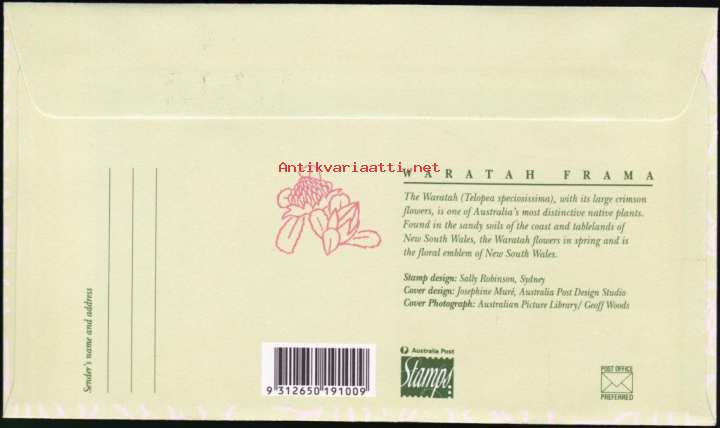 Antikvariaatti.net
WARATAH FRAMA
The Waratah (Telopea speciosissima), with its large crimson
flowers, is one of Australia's most distinctive native plants.
Found in the sandy soils of the coast and tablelands of
New South Wales, the Waratah flowers in spring and is
the floral emblem of New South Wales.
Stamp design: Sally Robinson, Sydney
Cover design: Josephine Muré, Australia Post Design Studio
Cover Photograph: Australian Picture Library/ Geoff Woods
Sender's name and address
9 312650 191009
Australia Post
Stamps!
POST OFFICE
PREFERRED